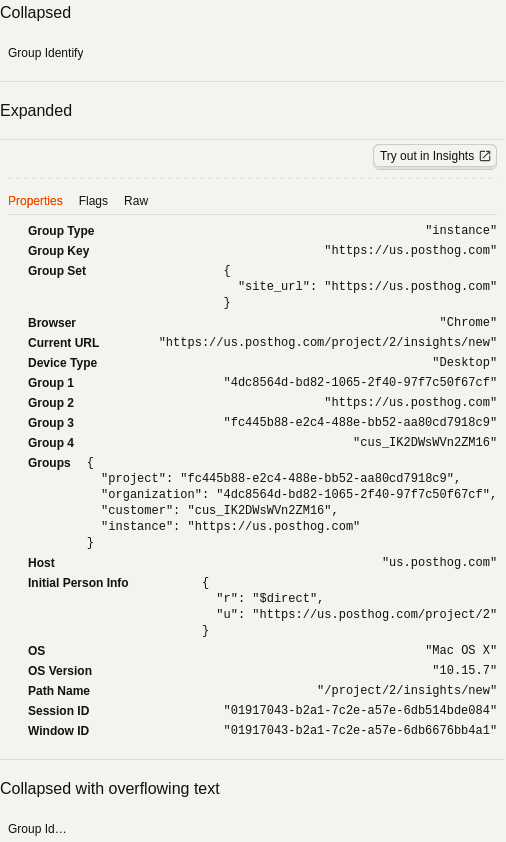 Collapsed
Group Identify
Expanded
Try out in Insights
Properties Flags Raw
Group Type "instance"
Group Key "https://us.posthog.com"
Group Set {
"site_url": "https://us.posthog.com"
}
Browser "Chrome"
Current URL "https://us.posthog.com/project/2/insights/new"
Device Type "Desktop"
Group 1 "4dc8564d-bd82-1065-2f40-97f7c50f67cf"
Group 2 "https://us.posthog.com"
Group 3 "fc445b88-e2c4-488e-bb52-aa80cd7918c9"
Group 4 "cus_IK2DWsWVn2ZM16"
Groups {
"project": "fc445b88-e2c4-488e-bb52-aa80cd7918c9",
"organization": "4dc8564d-bd82-1065-2f40-97f7c50f67cf",
"customer": "cus_IK2DWsWVn2ZM16",
"instance": "https://us.posthog.com"
}
Host "us.posthog.com"
Initial Person Info {
"r": "$direct",
"u": "https://us.posthog.com/project/2"
}
OS "Mac OS X"
OS Version "10.15.7"
Path Name "/project/2/insights/new"
Session ID "01917043-b2a1-7c2e-a57e-6db514bde084"
Window ID "01917043-b2a1-7c2e-a57e-6db6676bb4a1"
Collapsed with overflowing text
Group Id…